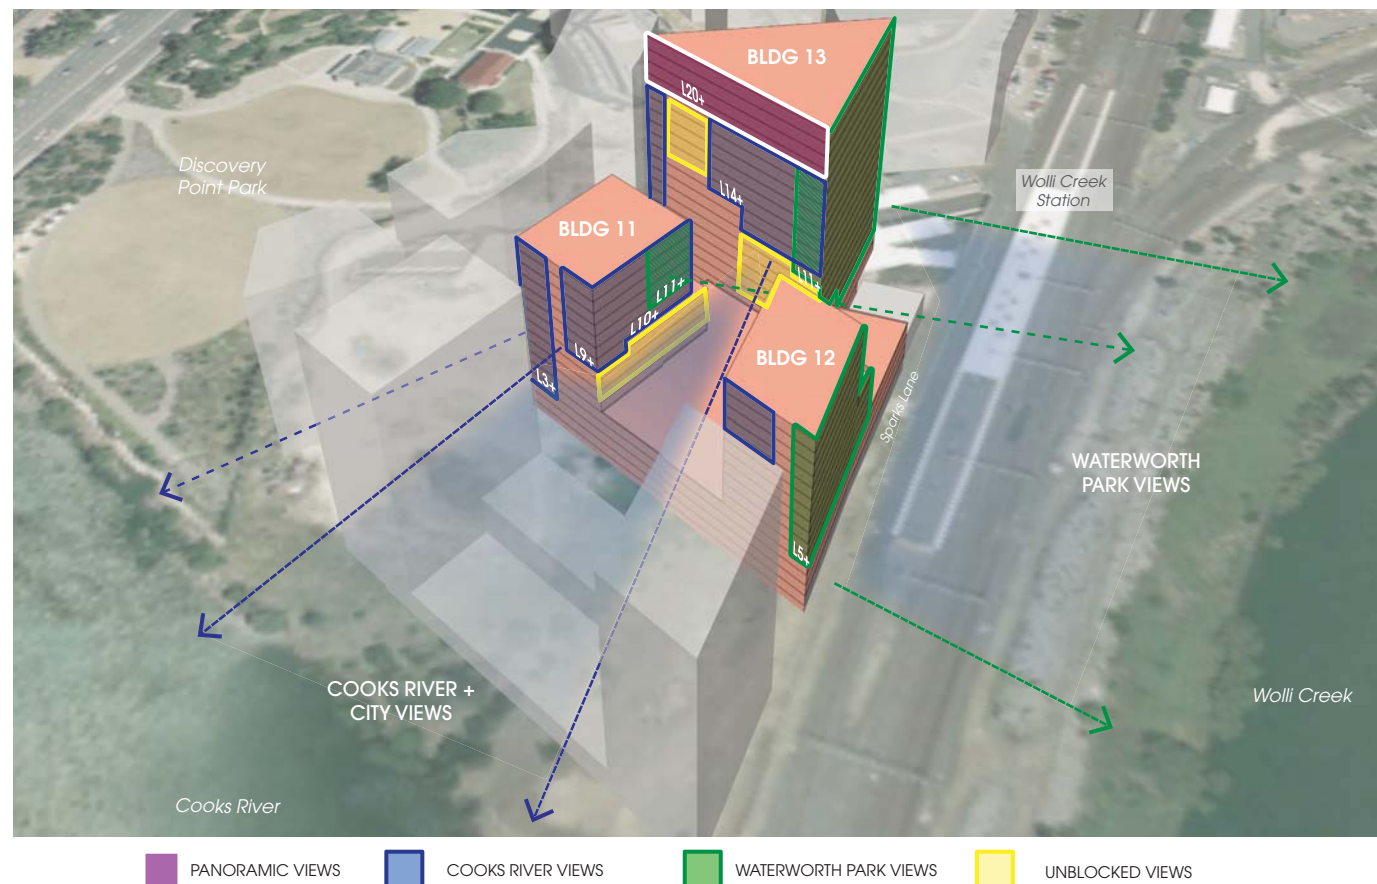 BLDG 13
L20+
Discovery
Point Park
L14+
Wolli Creek
Station
BLDG 11
L11+
L11+
L10+
L9+
L3+
BLDG 12
Sparks Lane
WATERWORTH
PARK VIEWS
L5+
COOKS RIVER +
CITY VIEWS
Wolli Creek
Cooks River
PANORAMIC VIEWS
COOKS RIVER VIEWS
WATERWORTH PARK VIEWS
UNBLOCKED VIEWS